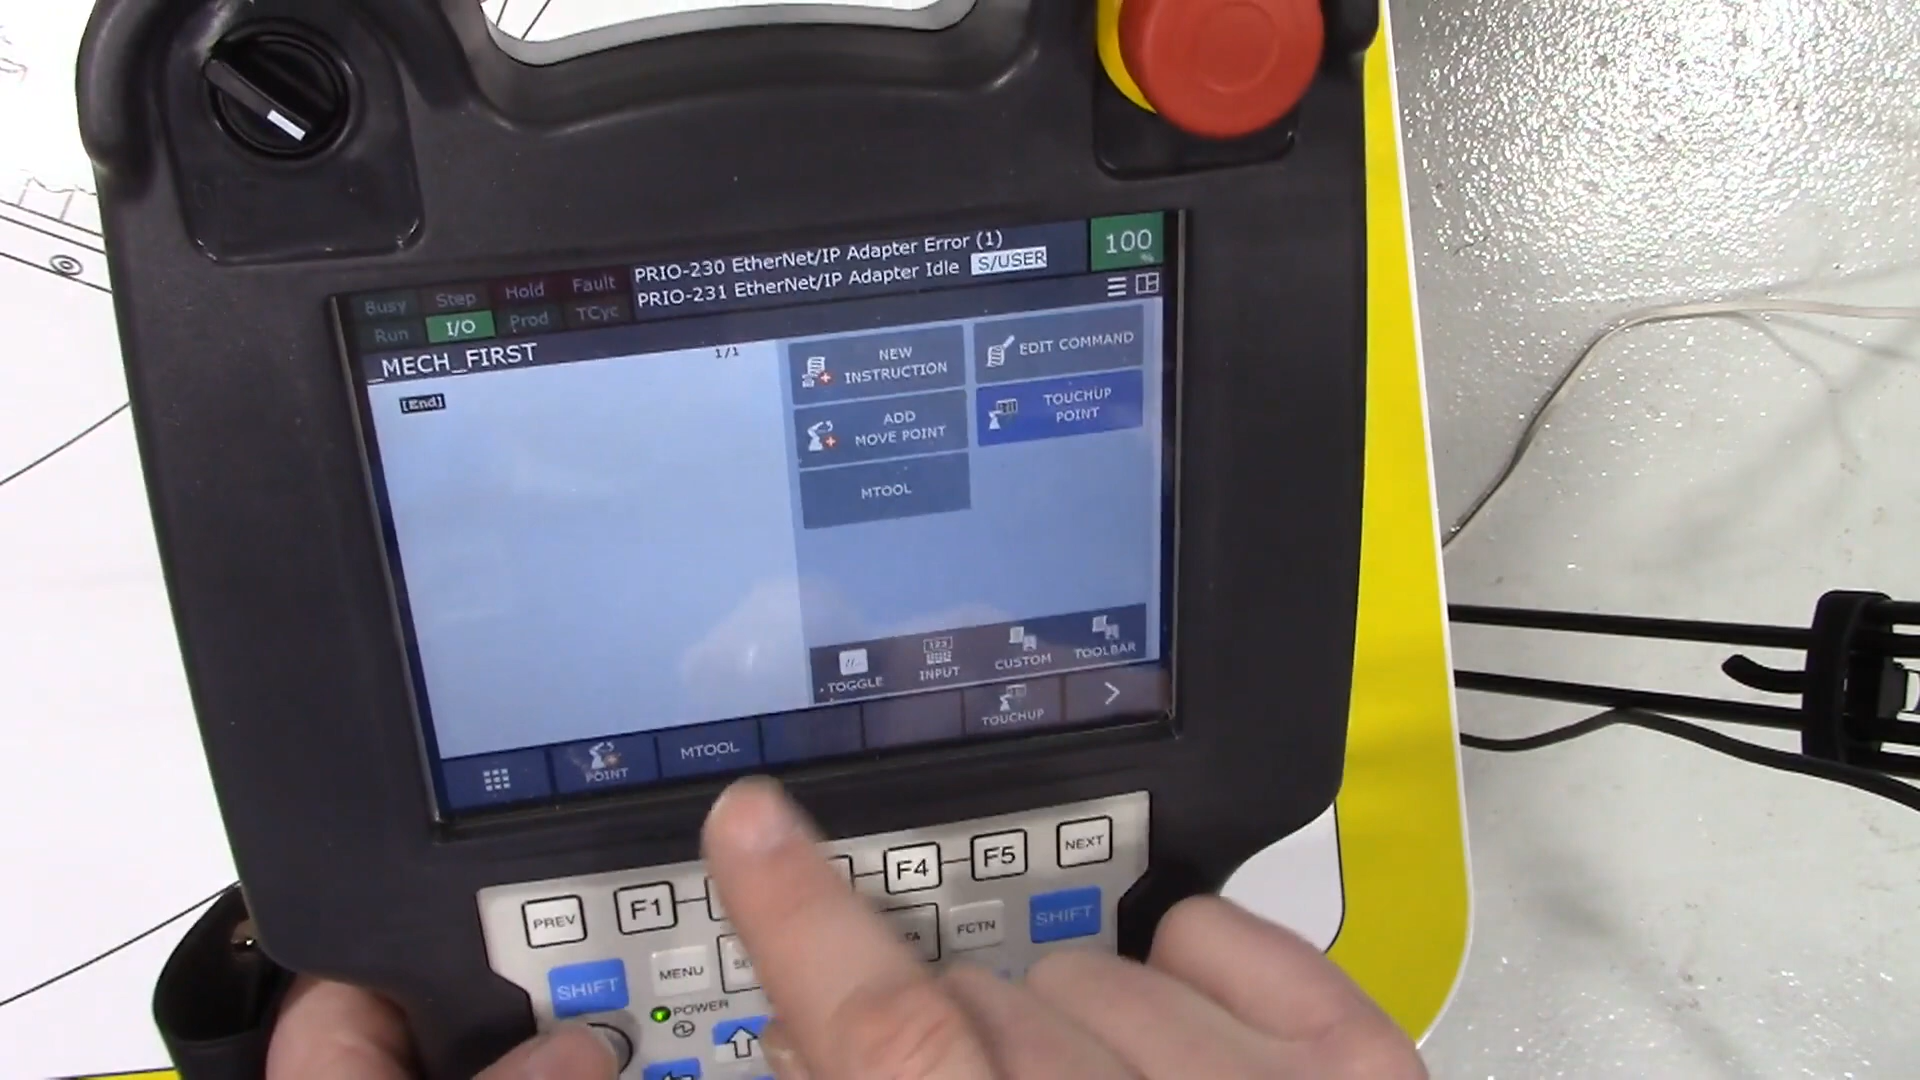 PRIO-230 EtherNet/IP Adapter Error (1)
PRIO-231 EtherNet/IP Adapter Idle S/USER
100
%
Busy Step Hold Fault
Run I/O Prod TCyc
_MECH_FIRST
1/1
[End]
NEW
INSTRUCTION
EDIT COMMAND
ADD
MOVE POINT
TOUCHUP
POINT
MTOOL
TOGGLE INPUT CUSTOM TOOLBAR
POINT MTOOL TOUCHUP >
PREV F1 F4 F5 NEXT
SHIFT MENU FCTN SHIFT
POWER